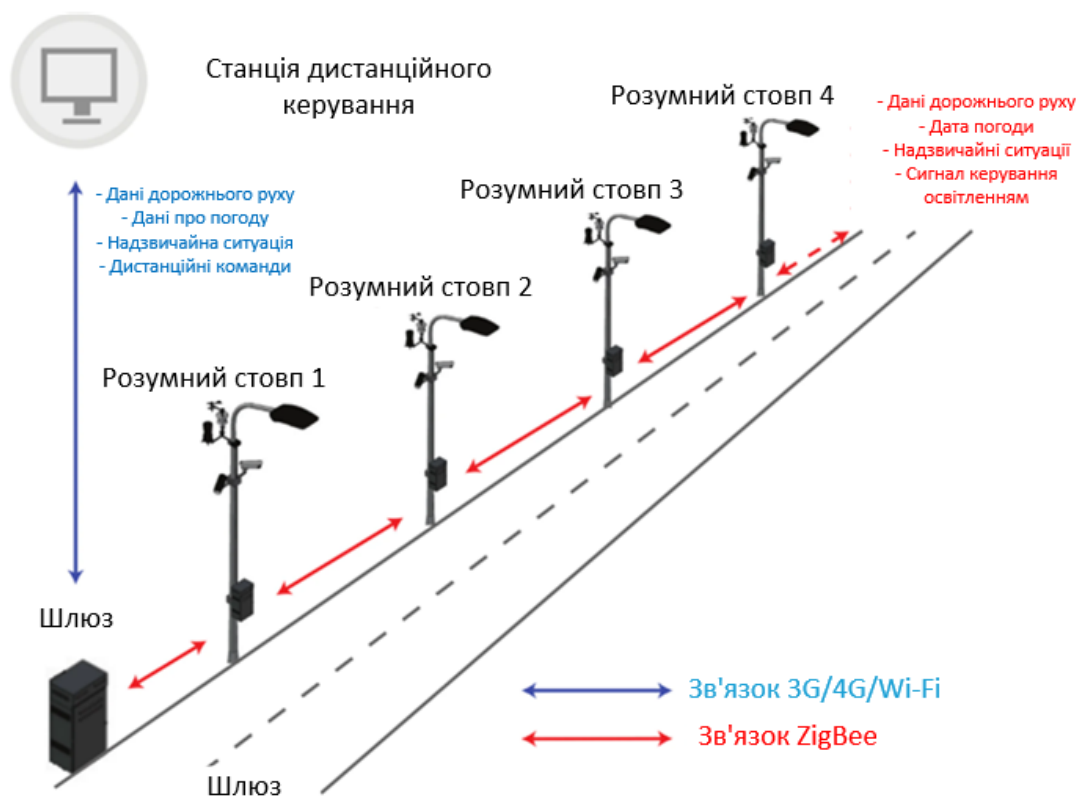 Станція дистанційного
керування
Розумний стовп 4
- Дані дорожнього руху
- Дата погоди
- Надзвичайні ситуації
- Сигнал керування
освітленням
Розумний стовп 3
- Дані дорожнього руху
- Дані про погоду
- Надзвичайна ситуація
- Дистанційні команди
Розумний стовп 2
Розумний стовп 1
Шлюз
Зв'язок 3G/4G/Wi-Fi
Зв'язок ZigBee
Шлюз